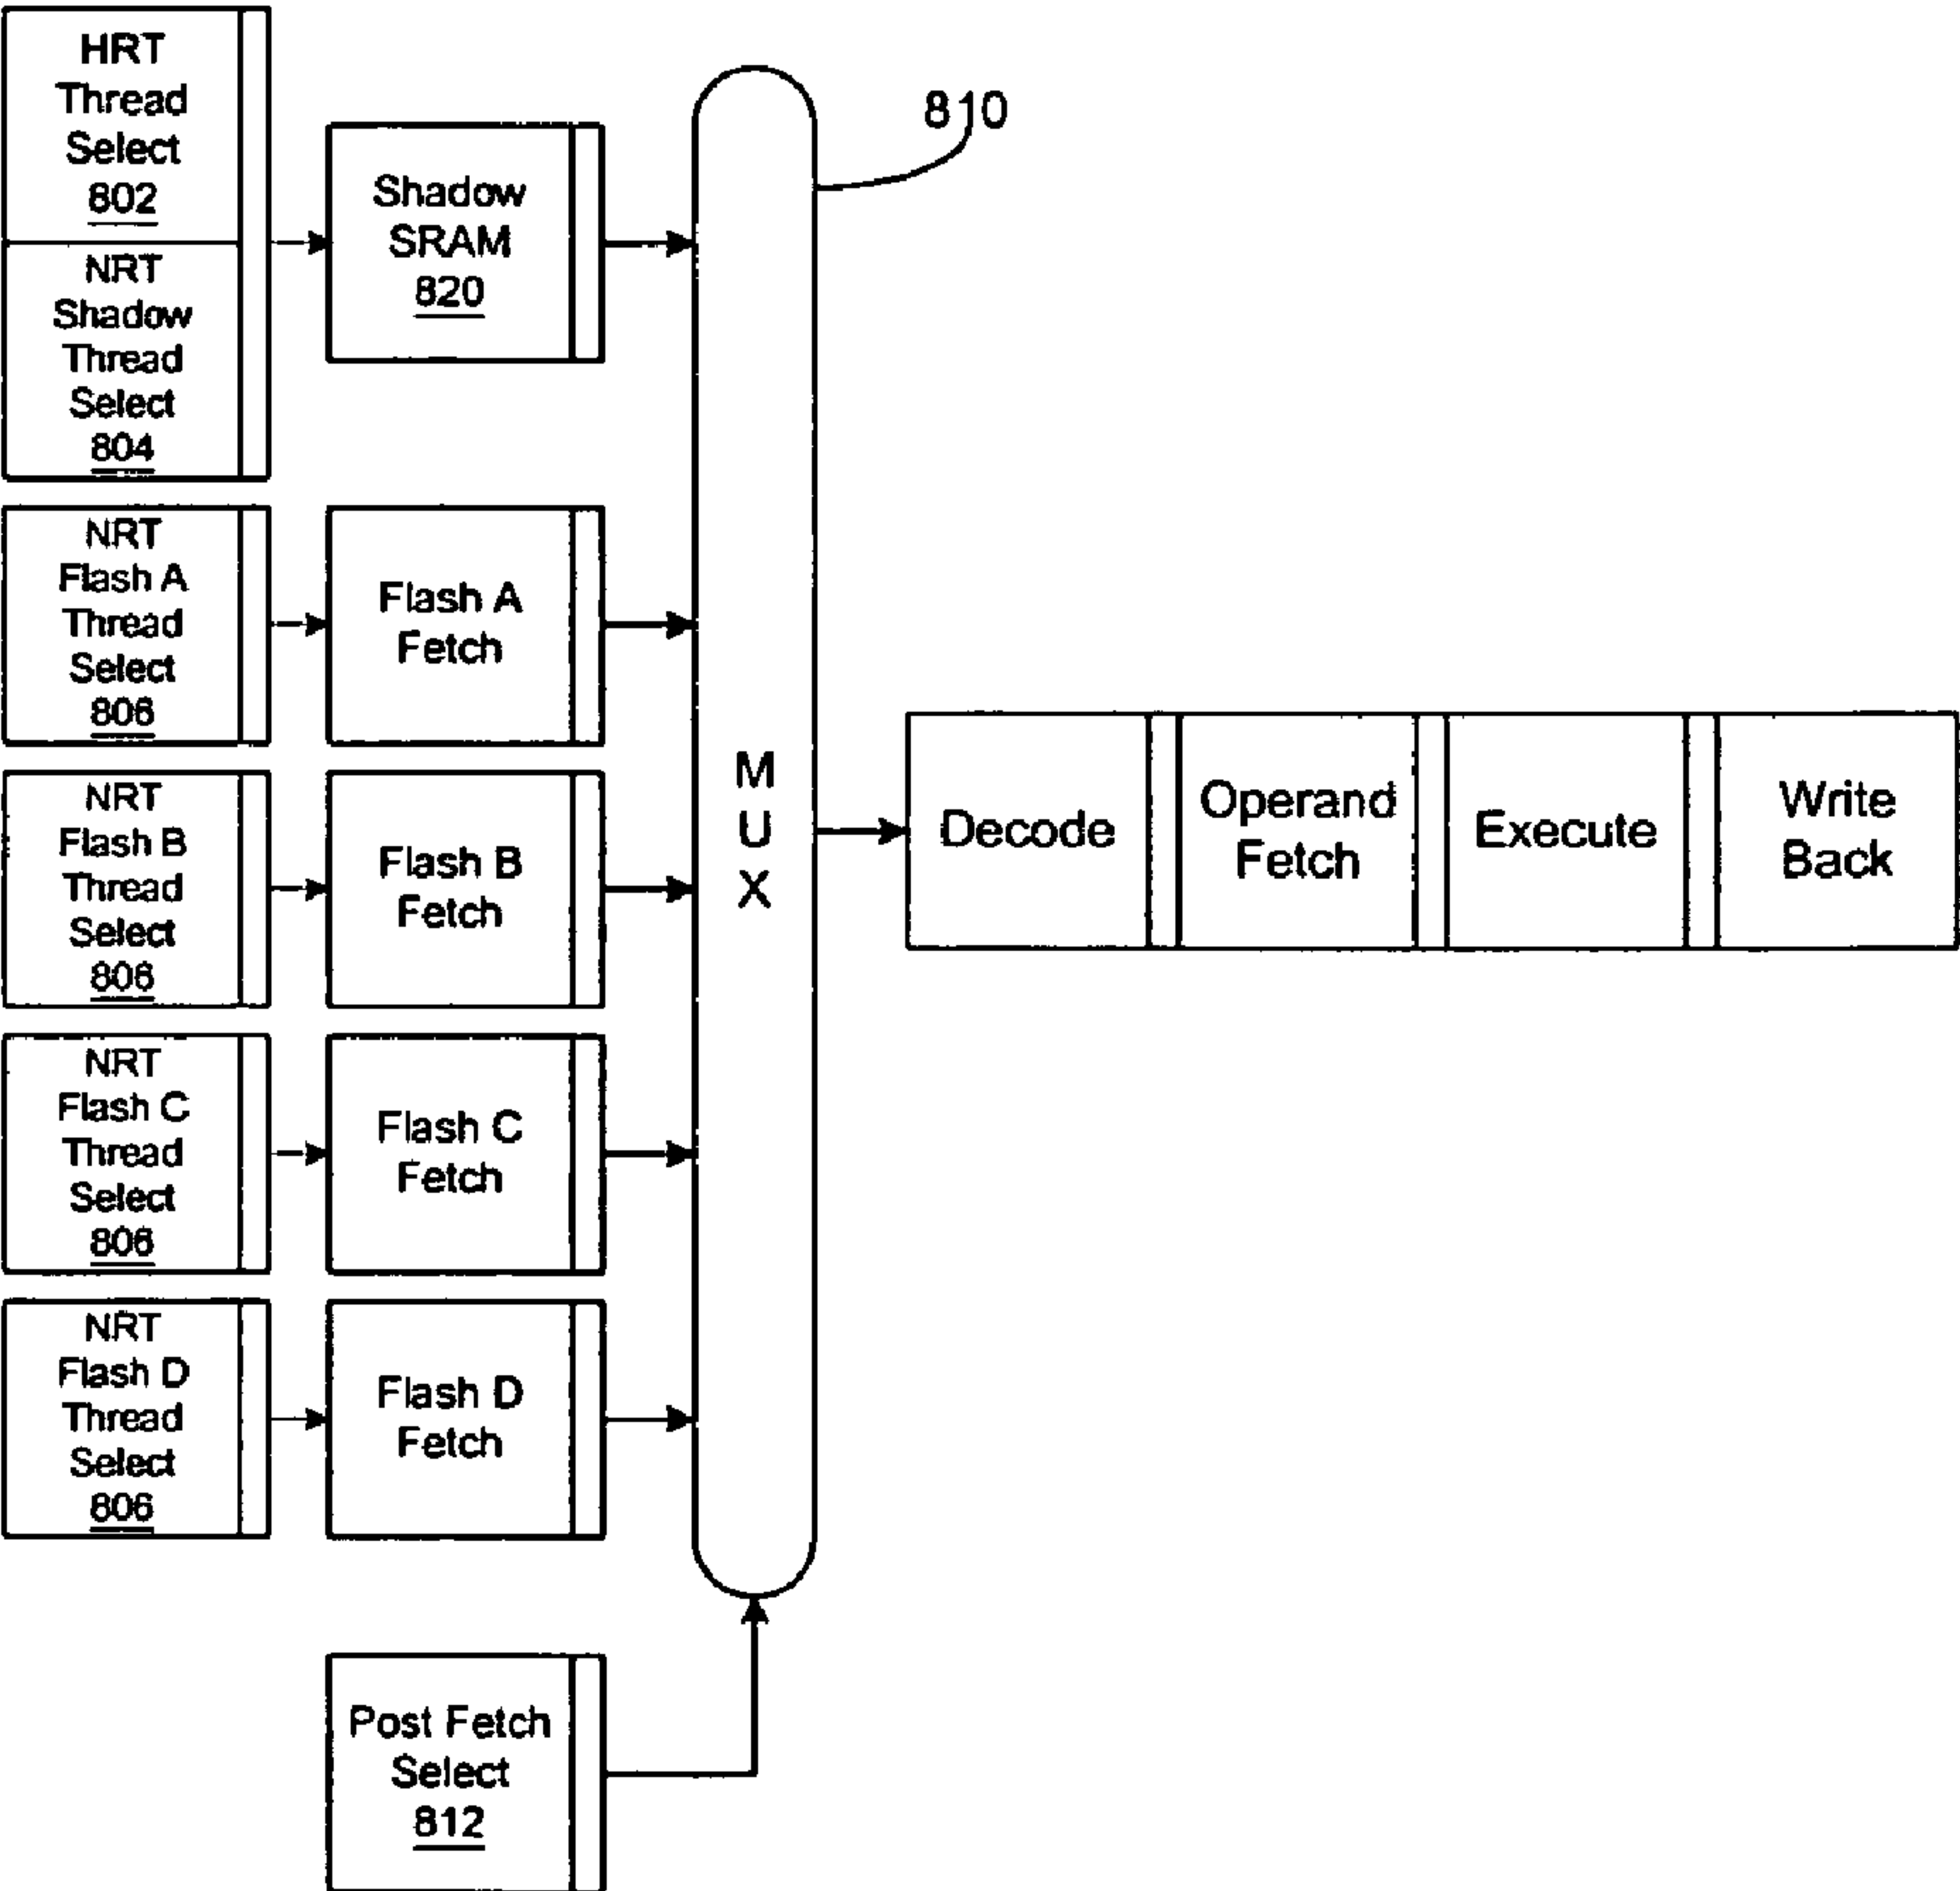 HRT
Thread
Select
802
NRT
Shadow
Thread
Select
804
Shadow
SRAM
820
810
NRT
Flash A
Thread
Select
806
Flash A
Fetch
NRT
Flash B
Thread
Select
806
Flash B
Fetch
M
U
X
Decode
Operand
Fetch
Execute
Write
Back
NRT
Flash C
Thread
Select
806
Flash C
Fetch
NRT
Flash D
Thread
Select
806
Flash D
Fetch
Post Fetch
Select
812